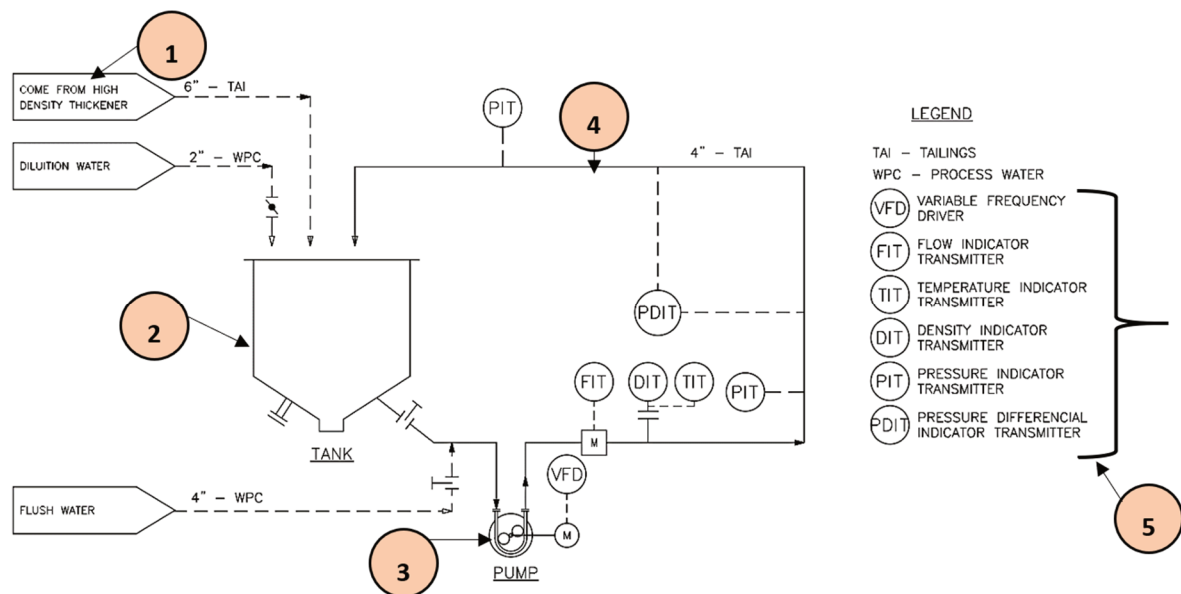 1
COME FROM HIGH
DENSITY THICKENER
6" - TAI
DILUTION WATER
2" - WPC
PIT
4
4" - TAI
2
PDIT
FIT
DIT
TIT
PIT
M
TANK
VFD
FLUSH WATER
4" - WPC
M
3
PUMP
LEGEND
TAI - TAILINGS
WPC - PROCESS WATER
VFD VARIABLE FREQUENCY
DRIVER
FIT FLOW INDICATOR
TRANSMITTER
TIT TEMPERATURE INDICATOR
TRANSMITTER
DIT DENSITY INDICATOR
TRANSMITTER
PIT PRESSURE INDICATOR
TRANSMITTER
PDIT PRESSURE DIFFERENCIAL
INDICATOR TRANSMITTER
5